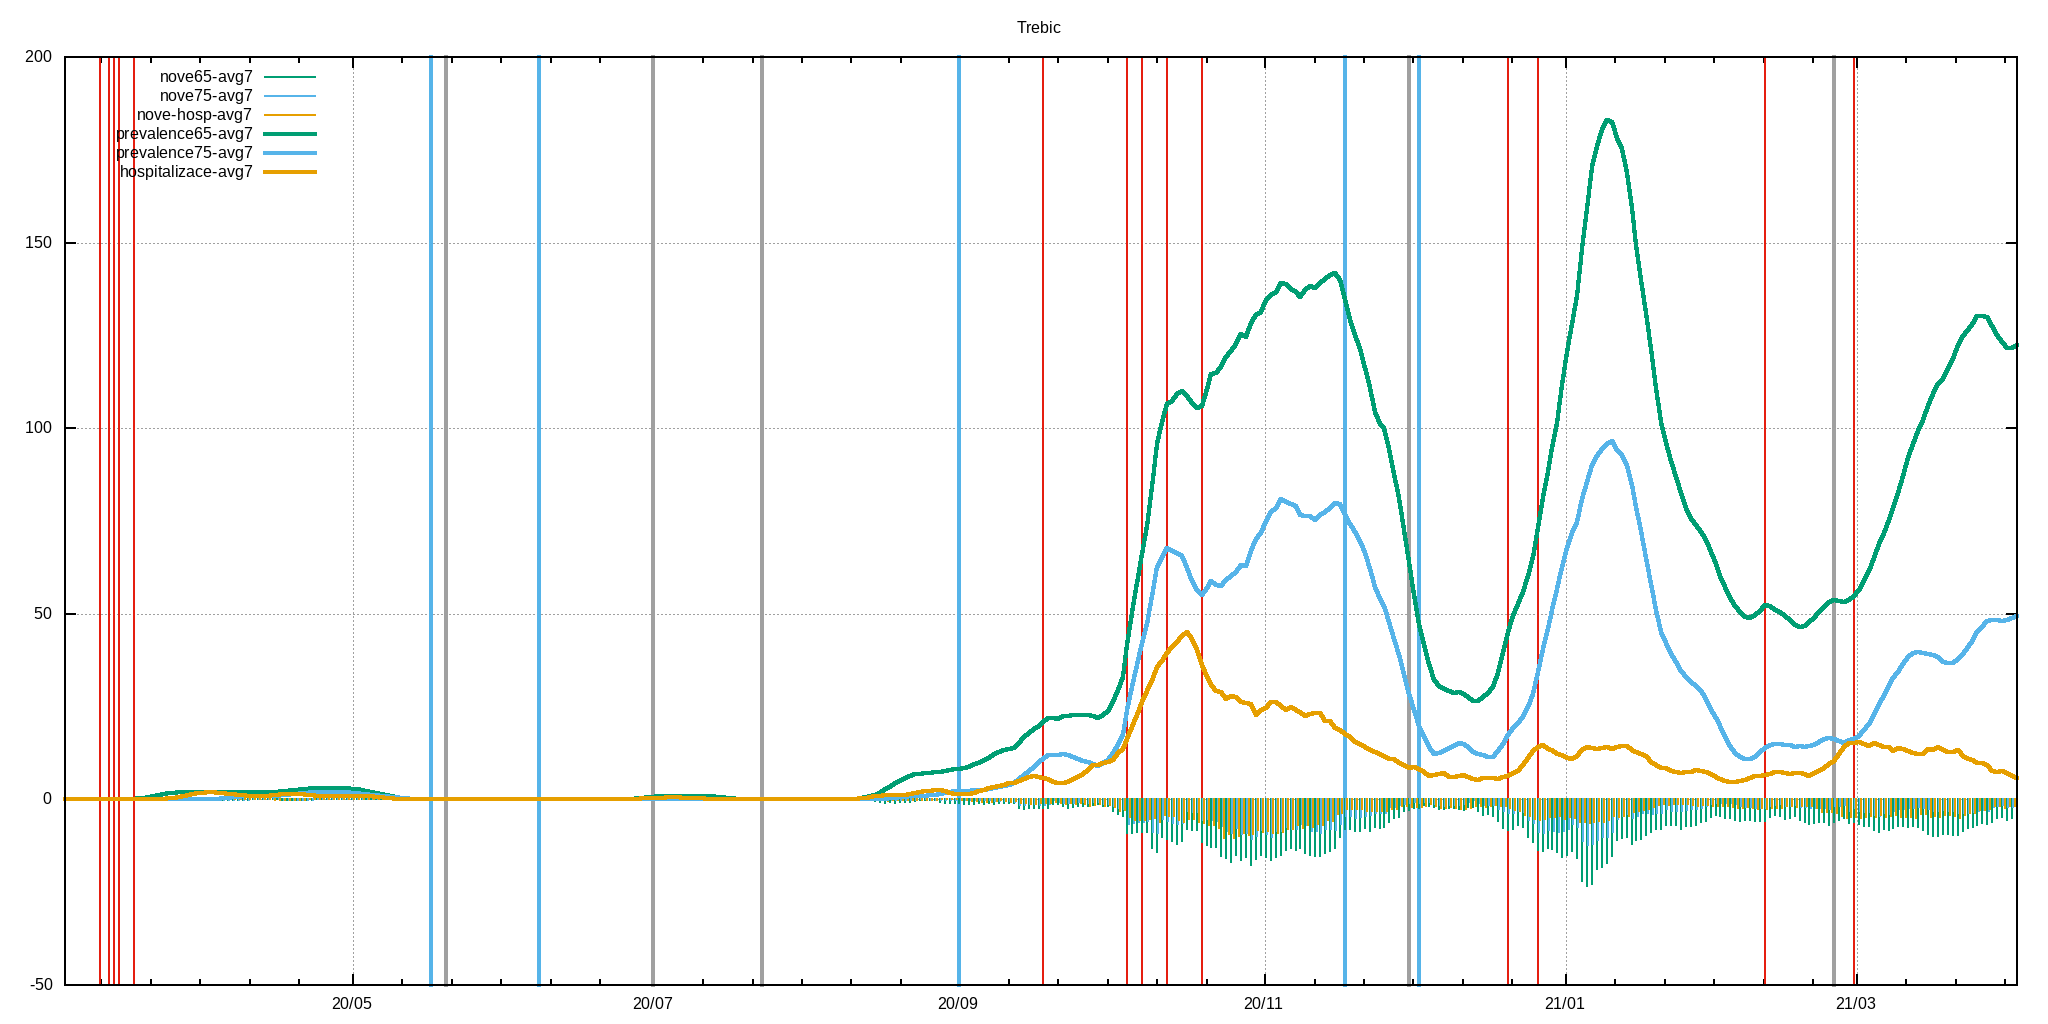 Trebic
200
nove65-avg7
nove75-avg7
nove-hosp-avg7
prevalence65-avg7
prevalence75-avg7
hospitalizace-avg7
150
100
50
0
-50
20/05 20/07 20/09 20/11 21/01 21/03